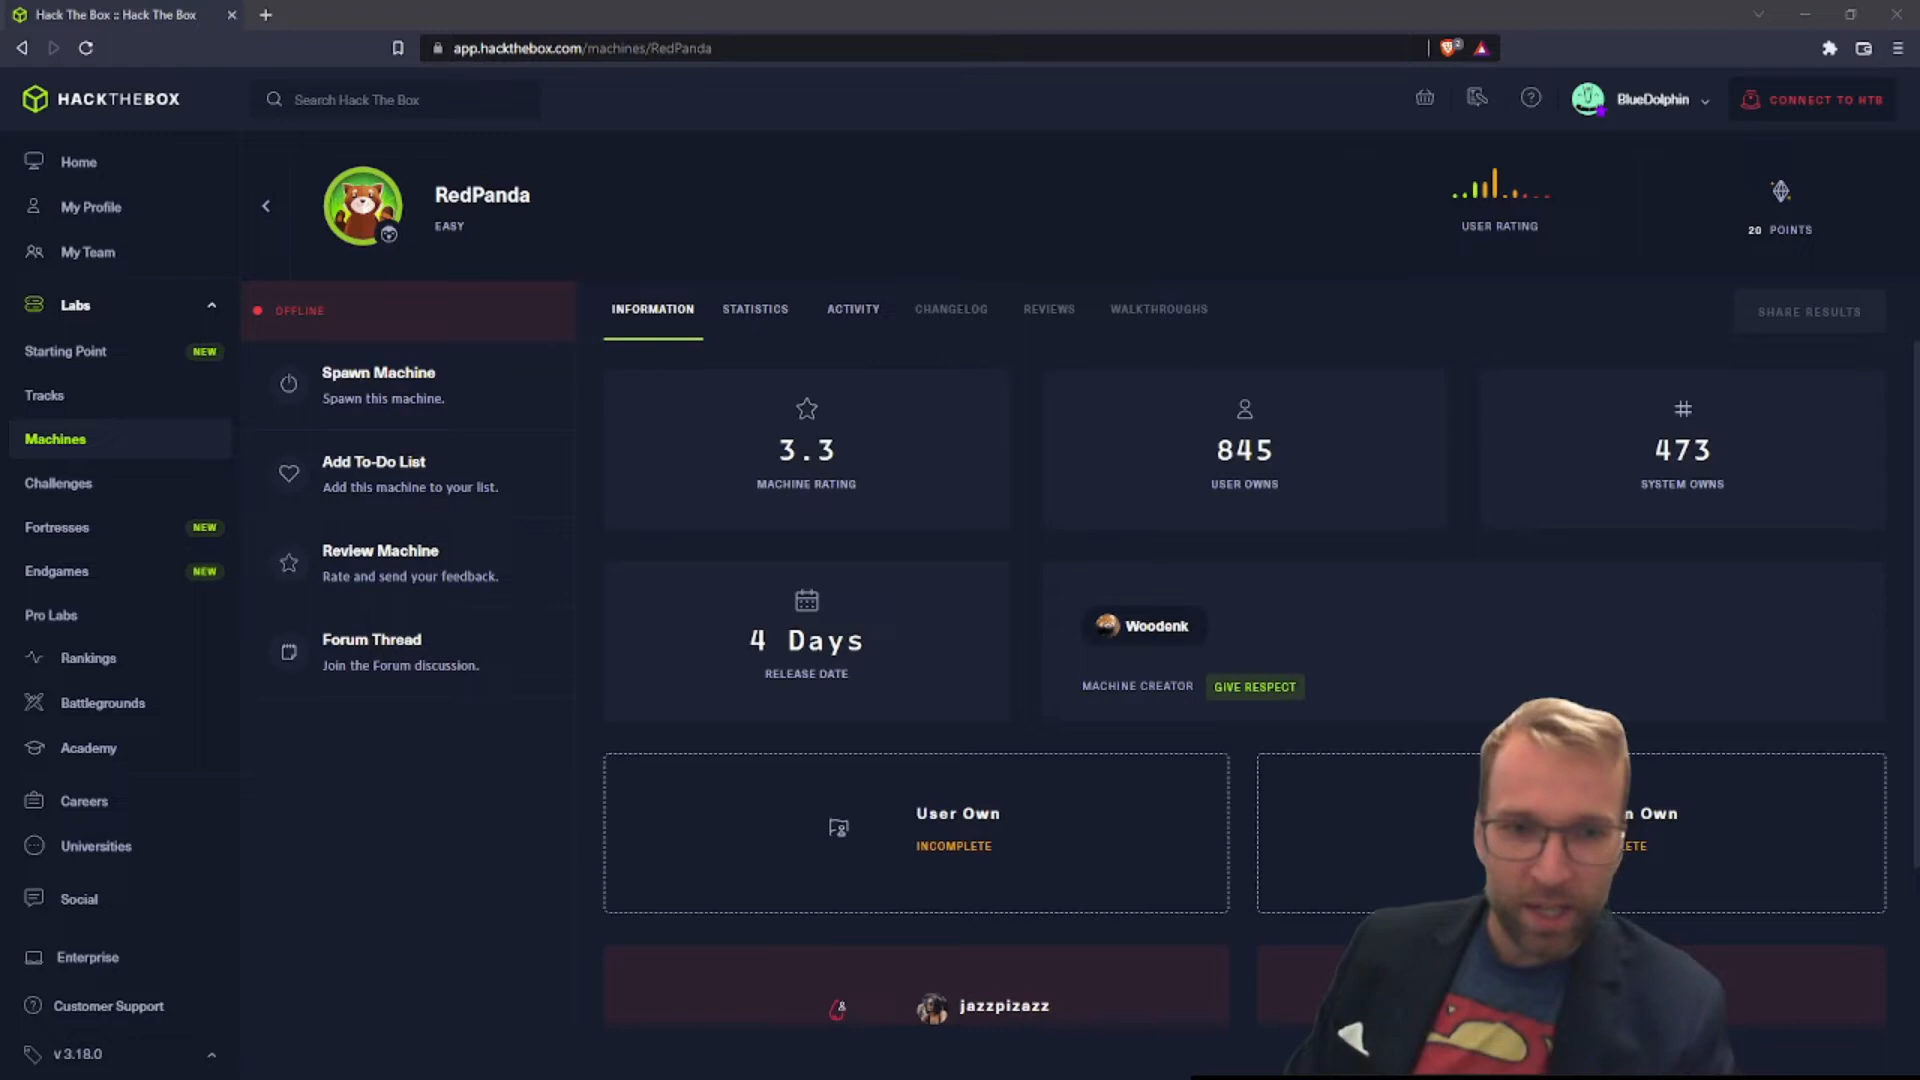 Hack The Box :: Hack The Box
app.hackthebox.com/machines/RedPanda
2
HACKTHEBOX
Search Hack The Box
BlueDolphin
CONNECT TO HTB
Home
My Profile
My Team
Labs
Starting Point NEW
Tracks
Machines
Challenges
Fortresses NEW
Endgames NEW
Pro Labs
Rankings
Battlegrounds
Academy
Careers
Universities
Social
Enterprise
Customer Support
v 3.18.0
RedPanda
EASY
USER RATING
20 POINTS
OFFLINE
Spawn Machine
Spawn this machine.
Add To-Do List
Add this machine to your list.
Review Machine
Rate and send your feedback.
Forum Thread
Join the Forum discussion.
INFORMATION STATISTICS ACTIVITY CHANGELOG REVIEWS WALKTHROUGHS
SHARE RESULTS
3.3
MACHINE RATING
845
USER OWNS
473
SYSTEM OWNS
4 Days
RELEASE DATE
Woodenk
MACHINE CREATOR GIVE RESPECT
User Own
INCOMPLETE
n Own
ETE
jazzpizazz